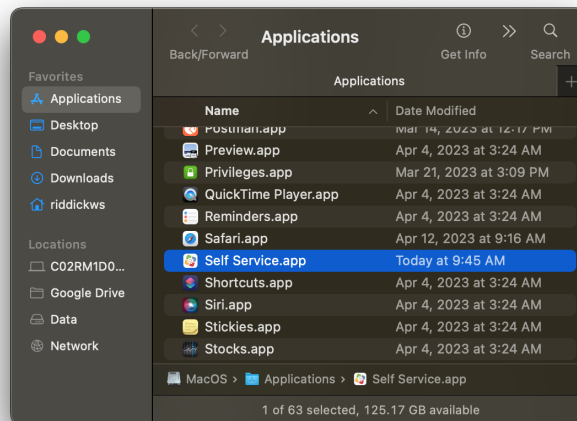 Applications
Back/Forward
Get Info
Search
Applications
Favorites
Applications
Desktop
Documents
Downloads
riddickws
Locations
C02RM1D0...
Google Drive
Data
Network
Name Date Modified
Postman.app Mar 14, 2023 at 12:17 PM
Preview.app Apr 4, 2023 at 3:24 AM
Privileges.app Mar 21, 2023 at 3:09 PM
QuickTime Player.app Apr 4, 2023 at 3:24 AM
Reminders.app Apr 4, 2023 at 3:24 AM
Safari.app Apr 12, 2023 at 9:16 AM
Self Service.app Today at 9:45 AM
Shortcuts.app Apr 4, 2023 at 3:24 AM
Siri.app Apr 4, 2023 at 3:24 AM
Stickies.app Apr 4, 2023 at 3:24 AM
Stocks.app Apr 4, 2023 at 3:24 AM
MacOS › Applications › Self Service.app
1 of 63 selected, 125.17 GB available